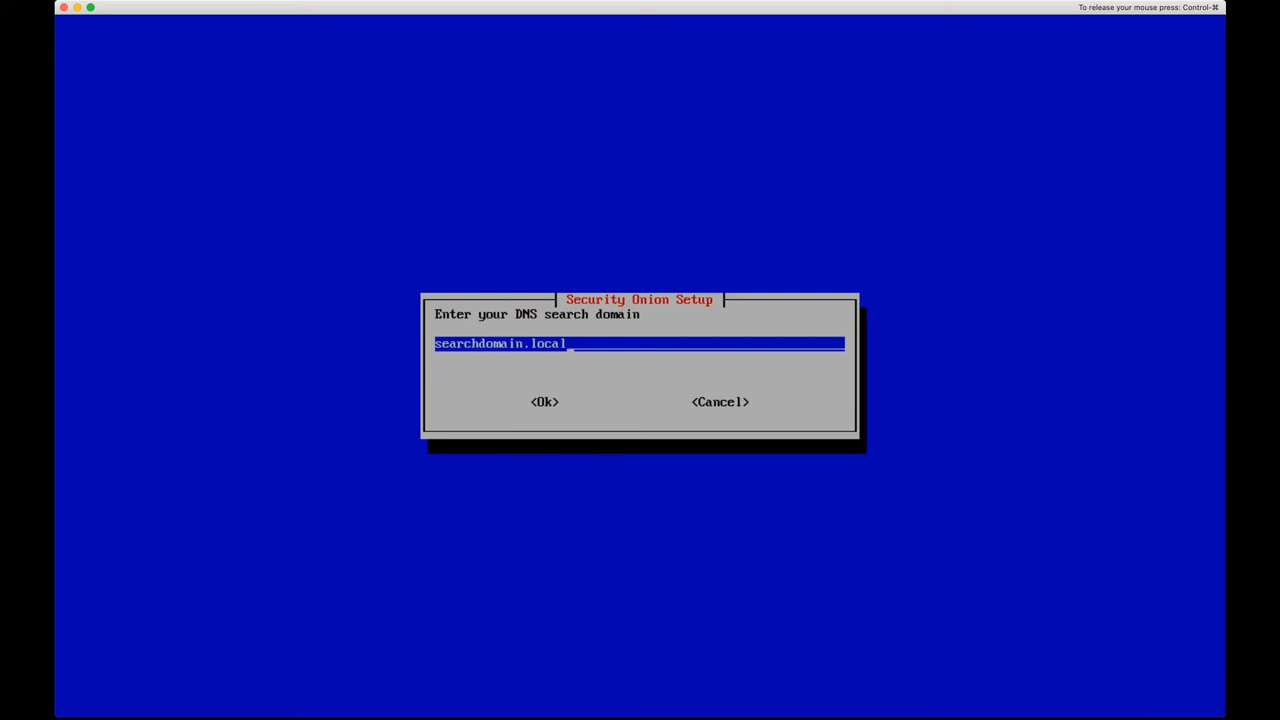 To release your mouse press: Control-⌘
Security Onion Setup
Enter your DNS search domain
searchdomain.local
<Ok> <Cancel>